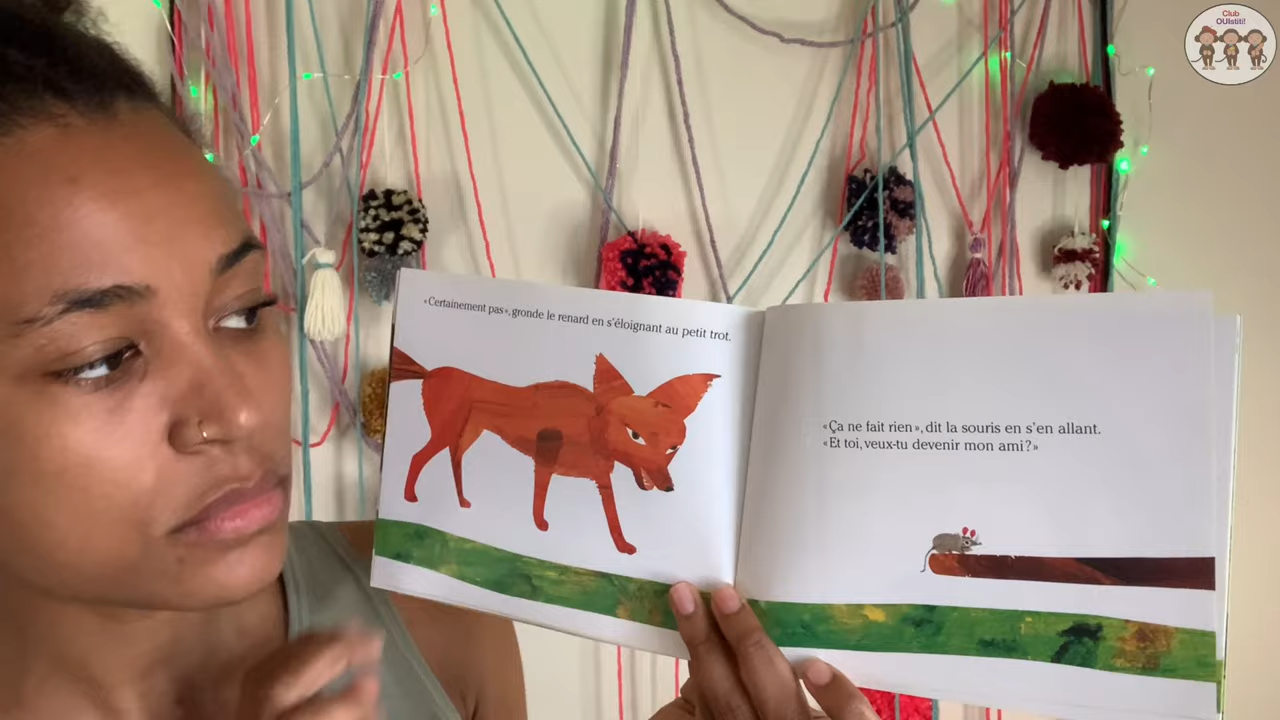 Club
OUIstiti!
«Certainement pas», gronde le renard en s'éloignant au petit trot.
«Ça ne fait rien», dit la souris en s'en allant.
«Et toi, veux-tu devenir mon ami?»